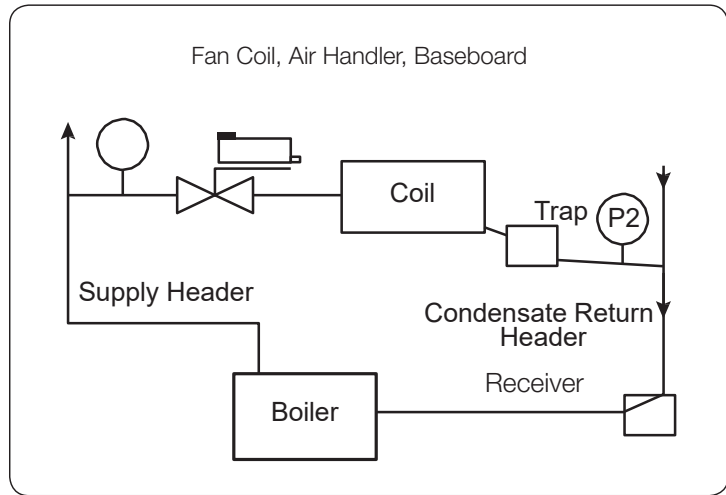 Fan Coil, Air Handler, Baseboard
Coil
Trap
P2
Supply Header
Condensate Return
Header
Receiver
Boiler